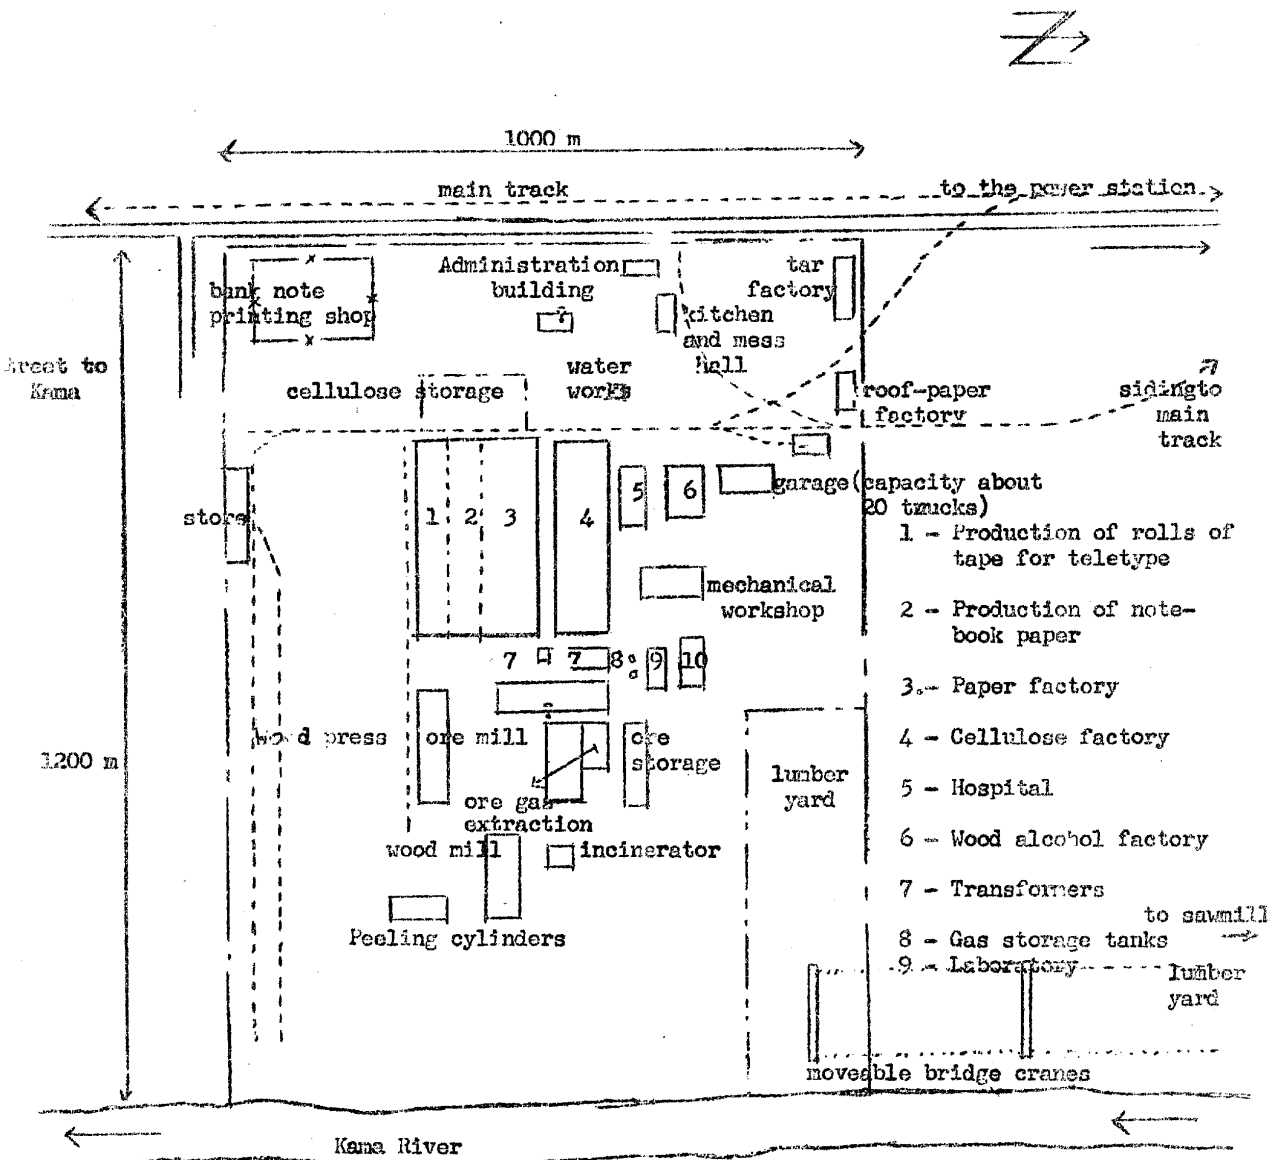 N
1000 m
main track
to the power station
bank note
printing shop
Administration
building
tar
factory
kitchen
and mess
hall
water
works
to
Kama
cellulose storage
roof-paper
factory
sidingto
main
track
store
1 2 3 4 5 6
garage(capacity about
20 trucks)
mechanical
workshop
7 7 8 9 10
1 - Production of rolls of
tape for teletype
2 - Production of note-
book paper
3.- Paper factory
4 - Cellulose factory
5 - Hospital
6 - Wood alcohol factory
7 - Transformers
8 - Gas storage tanks
9 - Laboratory
1200 m
Wood press
ore mill
ore
storage
ore gas
extraction
lumber
yard
wood mill
incinerator
Peeling cylinders
to sawmill
lumber
yard
moveable bridge cranes
Kama River